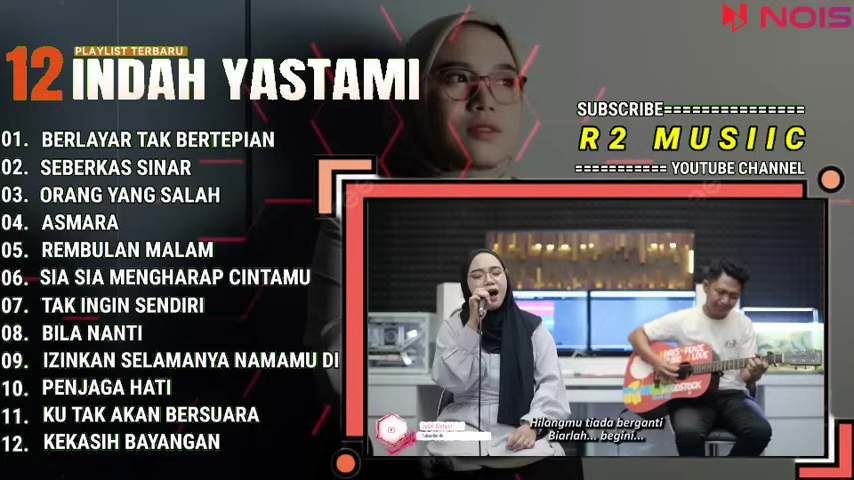 NOIS
PLAYLIST TERBARU
12 INDAH YASTAMI
SUBSCRIBE===============
R2 MUSIIC
=========== YOUTUBE CHANNEL
01. BERLAYAR TAK BERTEPIAN
02. SEBERKAS SINAR
03. ORANG YANG SALAH
04. ASMARA
05. REMBULAN MALAM
06. SIA SIA MENGHARAP CINTAMU
07. TAK INGIN SENDIRI
08. BILA NANTI
09. IZINKAN SELAMANYA NAMAMU DI
10. PENJAGA HATI
11. KU TAK AKAN BERSUARA
12. KEKASIH BAYANGAN
Hilangmu tiada berganti
Biarlah... begini...